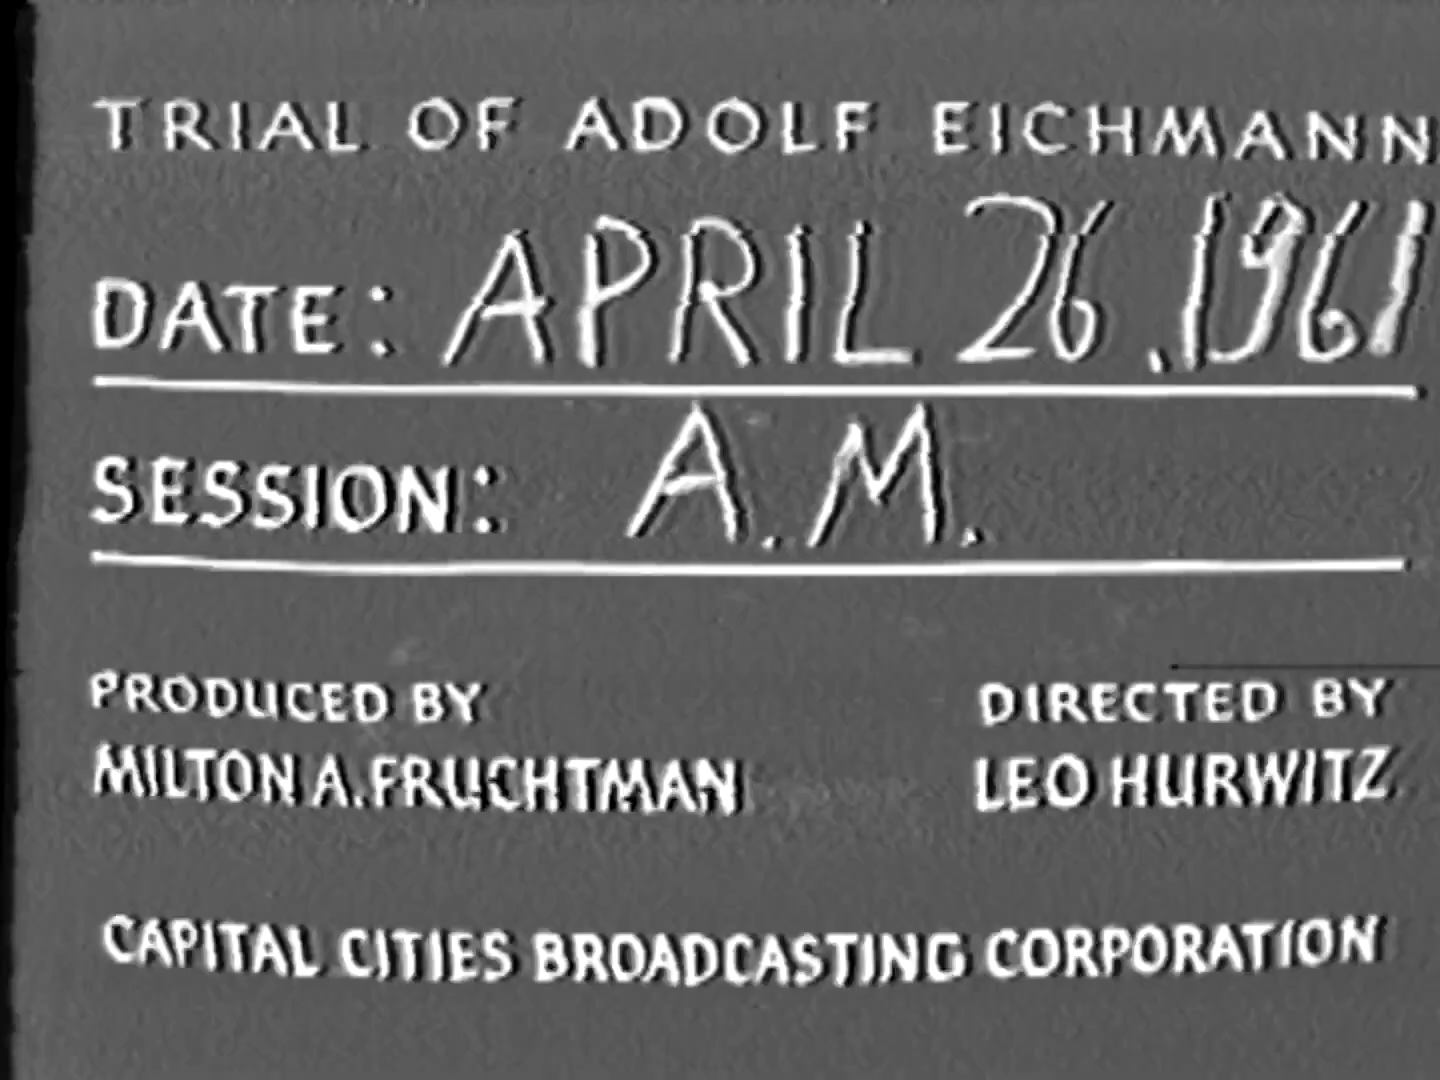 TRIAL OF ADOLF EICHMANN
DATE: APRIL 26.1961
SESSION: A.M.
PRODUCED BY
MILTON A. FRUCHTMAN
DIRECTED BY
LEO HURWITZ
CAPITAL CITIES BROADCASTING CORPORATION